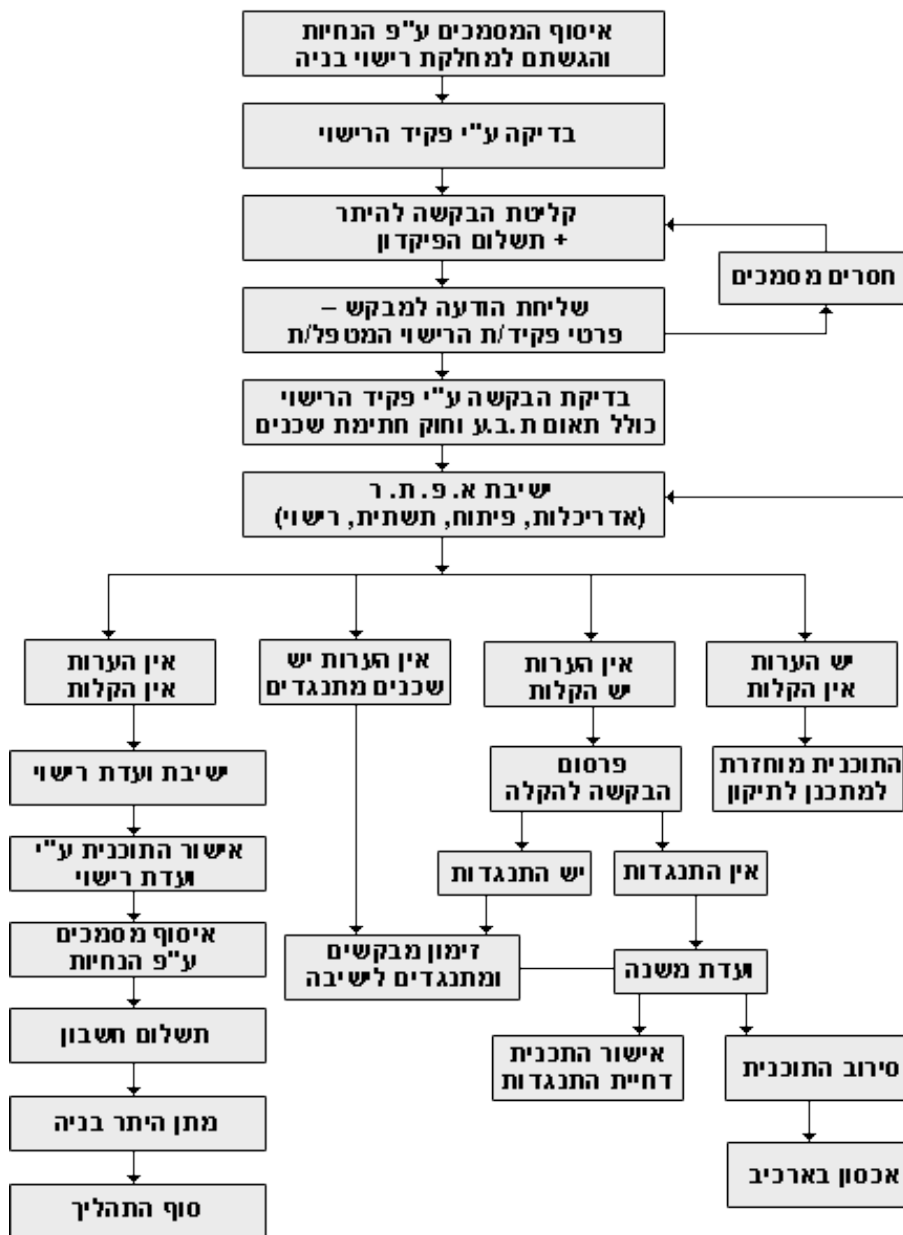 איסוף המסמכים ע"פ הנחיות
והגשתם למחלקת רישוי בניה
בדיקה ע"י פקיד הרישוי
קליטת הבקשה להיתר
+ תשלום הפיקדון
חסרים מסמכים
שליחת הודעה למבקש –
פרטי פקיד/ת הרישוי המטפל/ת
בדיקת הבקשה ע"י פקיד הרישוי
כולל תאום ת.ב.ע וחוק חתימת שכנים
ישיבת א. פ. ת. ר
(אדריכלות, פיתוח, תשתית, רישוי)
יש הערות
אין הקלות
אין הערות
יש הקלות
אין הערות יש
שכנים מתנגדים
אין הערות
אין הקלות
התוכנית מוחזרת
למתכנן לתיקון
פרסום
הבקשה להקלה
ישיבת ועדת רישוי
אין התנגדות
יש התנגדות
אישור התוכנית ע"י
ועדת רישוי
ועדת משנה
זימון מבקשים
ומתנגדים לישיבה
איסוף מסמכים
ע"פ הנחיות
סירוב התוכנית
אישור התכנית
דחיית התנגדות
תשלום חשבון
אכסון בארכיב
מתן היתר בניה
סוף התהליך